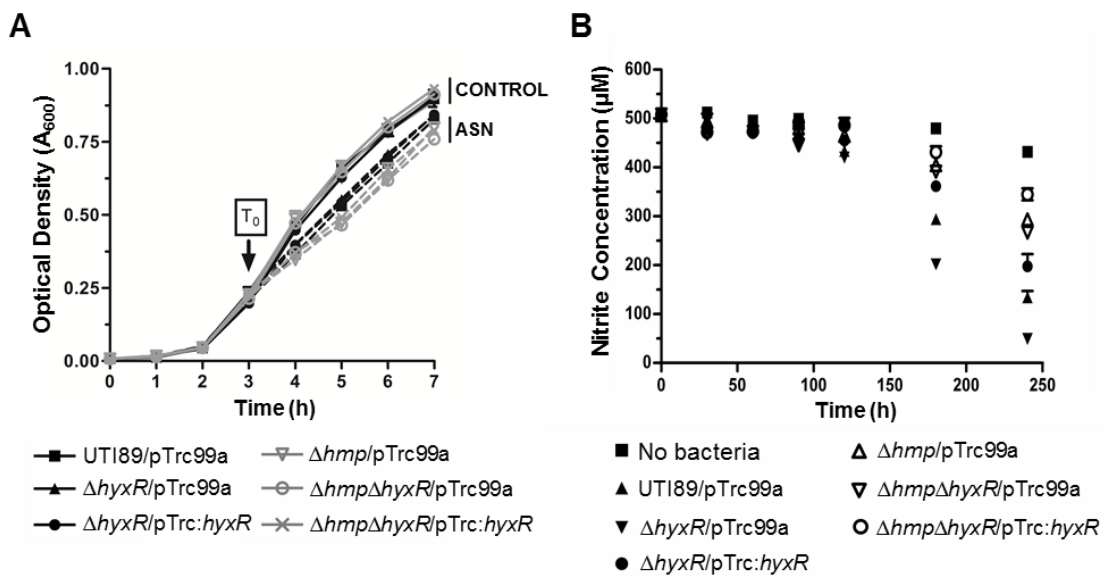 A
Optical Density (A600)
1.00
0.75
0.50
0.25
0.00
T0
CONTROL
ASN
0 1 2 3 4 5 6 7
Time (h)
UTI89/pTrc99a
ΔhyxR/pTrc99a
ΔhyxR/pTrc:hyxR
Δhmp/pTrc99a
ΔhmpΔhyxR/pTrc99a
ΔhmpΔhyxR/pTrc:hyxR
B
Nitrite Concentration (µM)
600
500
400
300
200
100
0
0 50 100 150 200 250
Time (h)
No bacteria
UTI89/pTrc99a
ΔhyxR/pTrc99a
ΔhyxR/pTrc:hyxR
Δhmp/pTrc99a
ΔhmpΔhyxR/pTrc99a
ΔhmpΔhyxR/pTrc:hyxR